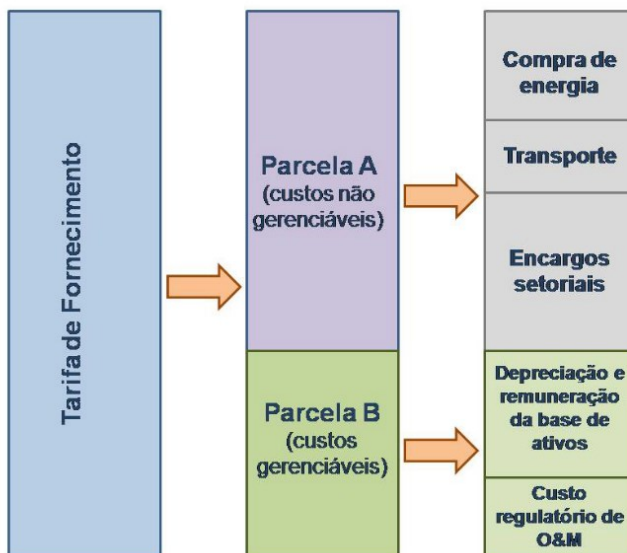 Tarifa de Fornecimento
Parcela A
(custos não
gerenciáveis)
Parcela B
(custos
gerenciáveis)
Compra de
energia
Transporte
Encargos
setoriais
Depreciação e
remuneração
da base de
ativos
Custo
regulatório de
O&M